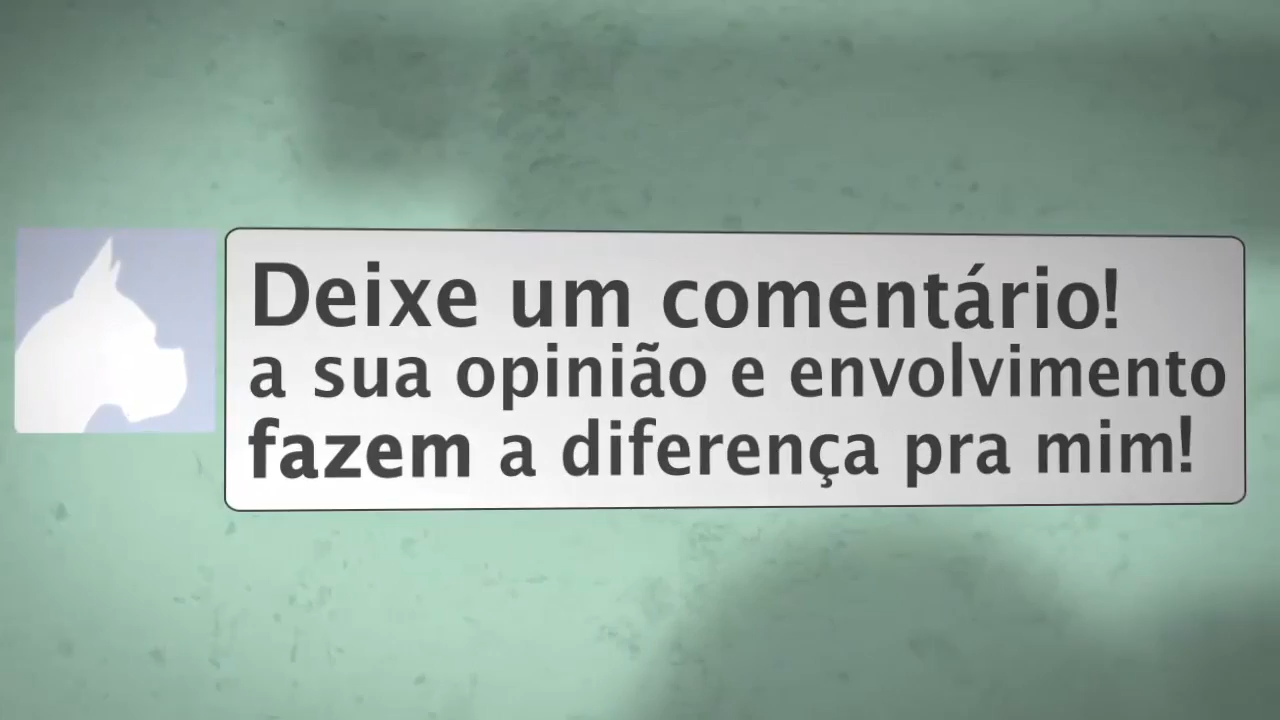 Deixe um comentário!
a sua opinião e envolvimento
fazem a diferença pra mim!